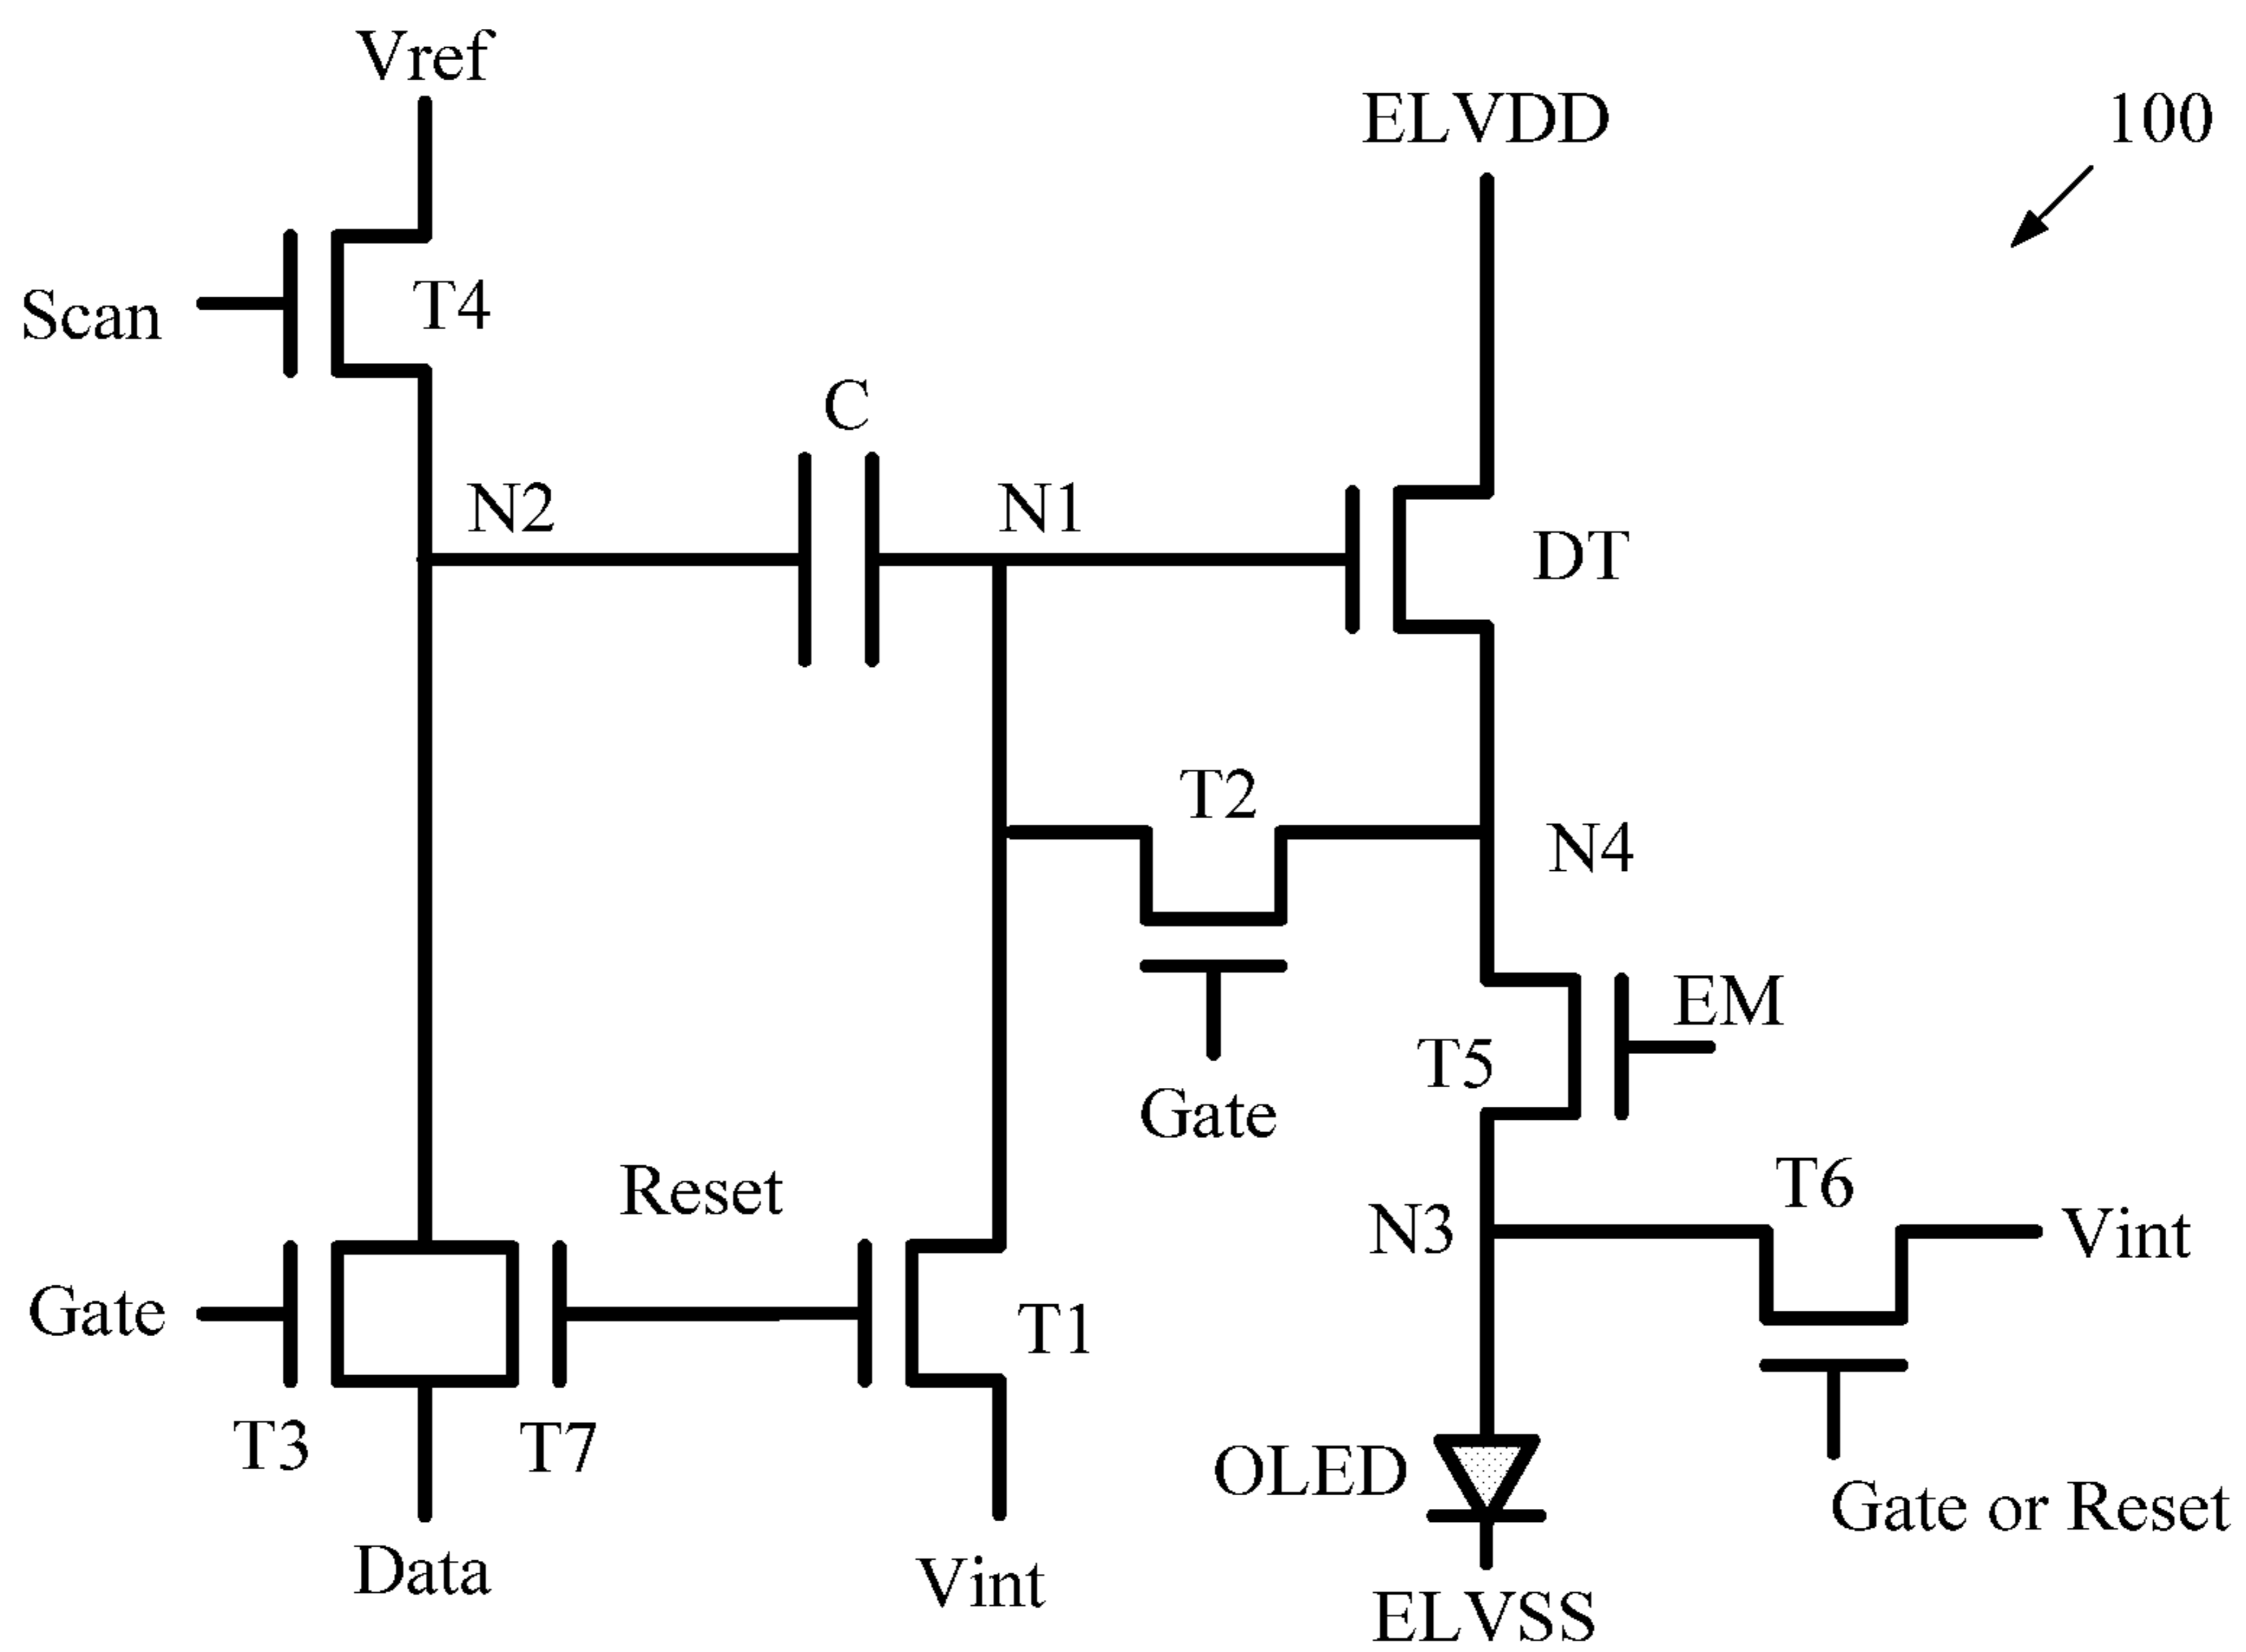 Vref
ELVDD
100
Scan
T4
C
N2
N1
DT
T2
N4
EM
T5
Gate
Reset
T6
N3
Vint
Gate
T1
T3
T7
OLED
Gate or Reset
Data
Vint
ELVSS